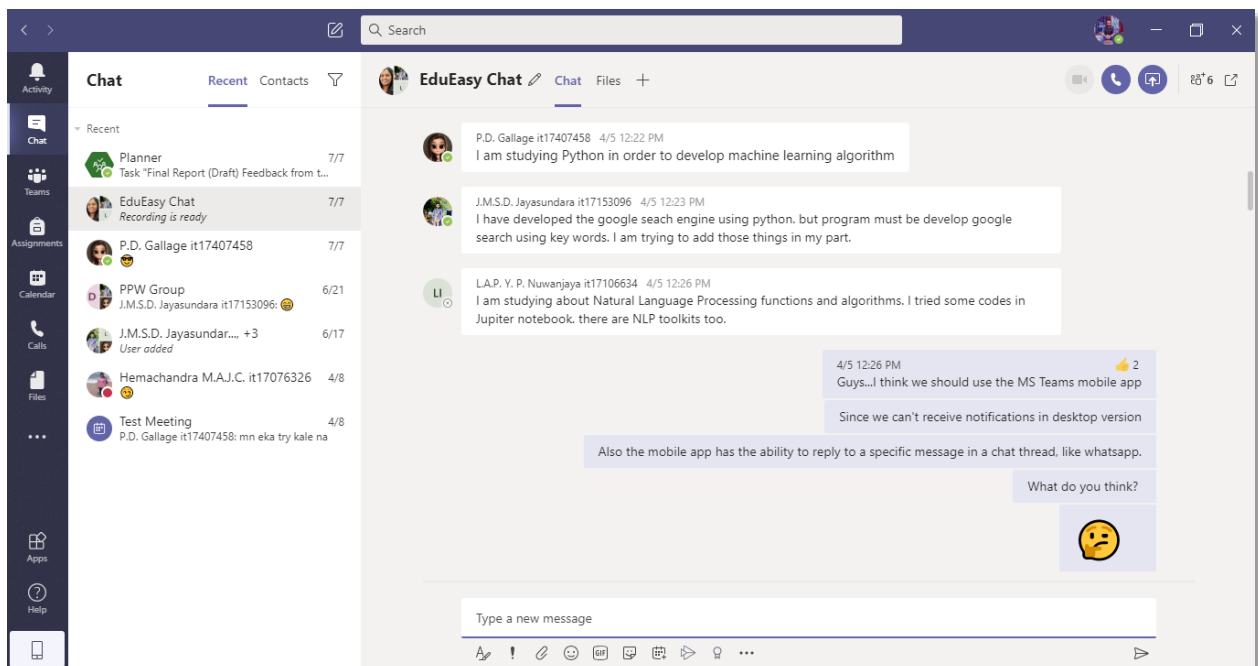 Search
Activity
Chat
Teams
Assignments
Calendar
Calls
Files
Apps
Help
Chat
Recent Contacts
Recent
Planner 7/7
Task "Final Report (Draft) Feedback from t...
EduEasy Chat 7/7
Recording is ready
P.D. Gallage it17407458 7/7
PPW Group 6/21
J.M.S.D. Jayasundara it17153096:
J.M.S.D. Jayasundar..., +3 6/17
User added
Hemachandra M.A.J.C. it17076326 4/8
Test Meeting 4/8
P.D. Gallage it17407458: mn eka try kale na
EduEasy Chat Chat Files
6
P.D. Gallage it17407458 4/5 12:22 PM
I am studying Python in order to develop machine learning algorithm
J.M.S.D. Jayasundara it17153096 4/5 12:23 PM
I have developed the google seach engine using python. but program must be develop google
search using key words. I am trying to add those things in my part.
LI
L.A.P. Y. P. Nuwanjaya it17106634 4/5 12:26 PM
I am studying about Natural Language Processing functions and algorithms. I tried some codes in
Jupiter notebook. there are NLP toolkits too.
4/5 12:26 PM 2
Guys...I think we should use the MS Teams mobile app
Since we can't receive notifications in desktop version
Also the mobile app has the ability to reply to a specific message in a chat thread, like whatsapp.
What do you think?
Type a new message
GIF